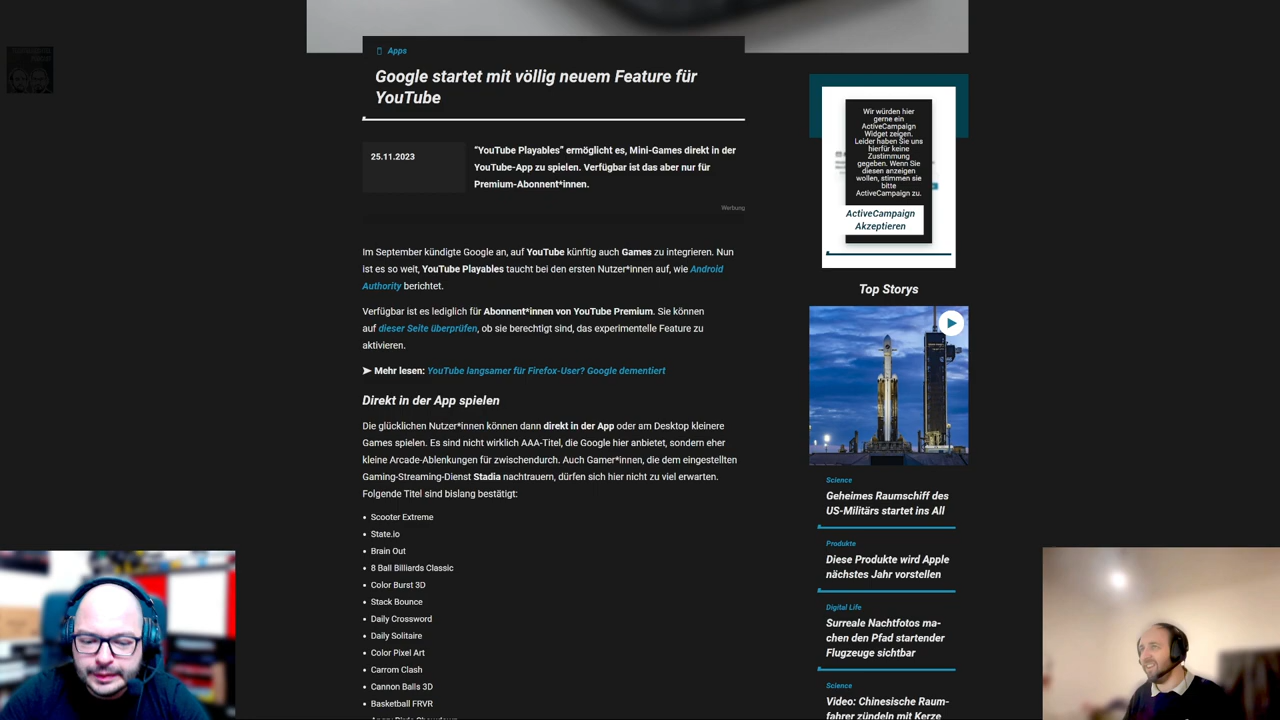 Apps
Google startet mit völlig neuem Feature für
YouTube
25.11.2023
“YouTube Playables” ermöglicht es, Mini-Games direkt in der
YouTube-App zu spielen. Verfügbar ist das aber nur für
Premium-Abonnent*innen.
Werbung
Im September kündigte Google an, auf YouTube künftig auch Games zu integrieren. Nun
ist es so weit, YouTube Playables taucht bei den ersten Nutzer*innen auf, wie Android
Authority berichtet.
Verfügbar ist es lediglich für Abonnent*innen von YouTube Premium. Sie können
auf dieser Seite überprüfen, ob sie berechtigt sind, das experimentelle Feature zu
aktivieren.
➤ Mehr lesen: YouTube langsamer für Firefox-User? Google dementiert
Direkt in der App spielen
Die glücklichen Nutzer*innen können dann direkt in der App oder am Desktop kleinere
Games spielen. Es sind nicht wirklich AAA-Titel, die Google hier anbietet, sondern eher
kleine Arcade-Ablenkungen für zwischendurch. Auch Gamer*innen, die dem eingestellten
Gaming-Streaming-Dienst Stadia nachtrauern, dürfen sich hier nicht zu viel erwarten.
Folgende Titel sind bislang bestätigt:
• Scooter Extreme
• State.io
• Brain Out
• 8 Ball Billiards Classic
• Color Burst 3D
• Stack Bounce
• Daily Crossword
• Daily Solitaire
• Color Pixel Art
• Carrom Clash
• Cannon Balls 3D
• Basketball FRVR
Wir würden hier
gerne ein
ActiveCampaign
Widget zeigen.
Leider haben Sie uns
hierfür keine
Zustimmung
gegeben. Wenn Sie
diesen anzeigen
wollen, stimmen sie
bitte
ActiveCampaign zu.
ActiveCampaign
Akzeptieren
Top Storys
Science
Geheimes Raumschiff des
US-Militärs startet ins All
Produkte
Diese Produkte wird Apple
nächstes Jahr vorstellen
Digital Life
Surreale Nachtfotos ma-
chen den Pfad startender
Flugzeuge sichtbar
Science
Video: Chinesische Raum-
fahrer zündeln mit Kerze